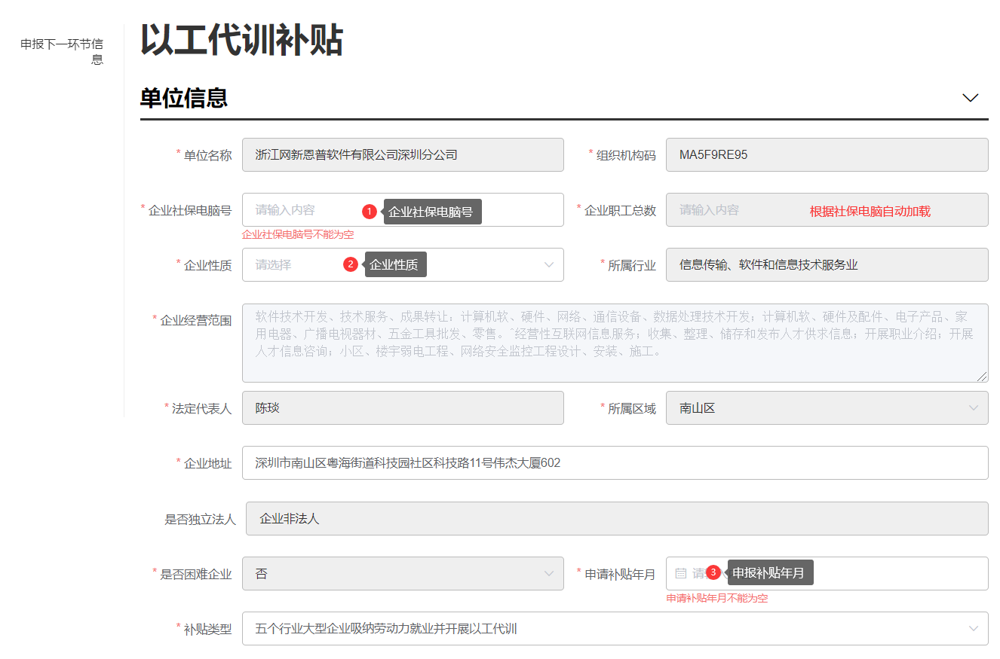 申报下一环节信
息
以工代训补贴
单位信息
* 单位名称 浙江网新恩普软件有限公司深圳分公司 * 组织机构码 MA5F9RE95
* 企业社保电脑号 请输入内容 1 企业社保电脑号 * 企业职工总数 请输入内容 根据社保电脑自动加载
企业社保电脑号不能为空
* 企业性质 请选择 2 企业性质 * 所属行业 信息传输、软件和信息技术服务业
* 企业经营范围 软件技术开发、技术服务、成果转让；计算机软、硬件、网络、通信设备、数据处理技术开发；计算机软、硬件及配件、电子产品、家
用电器、广播电视器材、五金工具批发、零售。^经营性互联网信息服务；收集、整理、储存和发布人才供求信息；开展职业介绍；开展
人才信息咨询；小区、楼宇弱电工程、网络安全监控工程设计、安装、施工。
* 法定代表人 陈琰 * 所属区域 南山区
* 企业地址 深圳市南山区粤海街道科技园社区科技路11号伟杰大厦602
是否独立法人 企业非法人
* 是否困难企业 否 * 申请补贴年月 请 3 申报补贴年月
申请补贴年月不能为空
* 补贴类型 五个行业大型企业吸纳劳动力就业并开展以工代训